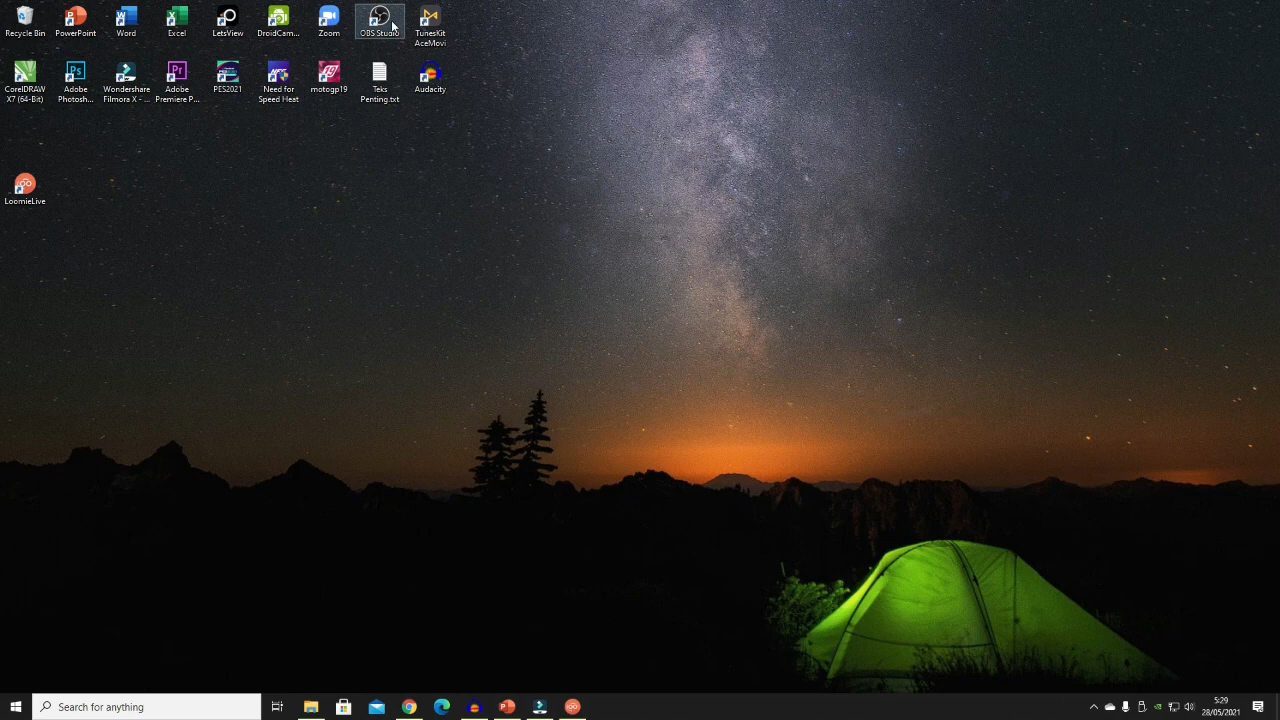 Recycle Bin
PowerPoint
Word
Excel
LetsView
DroidCam...
Zoom
OBS Studio
TunesKit
AceMovi
CorelDRAW
X7 (64-Bit)
Adobe
Photosh...
Wondershare
Filmora X - ...
Adobe
Premiere P...
PES2021
Need for
Speed Heat
motogp19
Teks
Penting.txt
Audacity
LoomieLive
Search for anything
5:29
28/05/2021